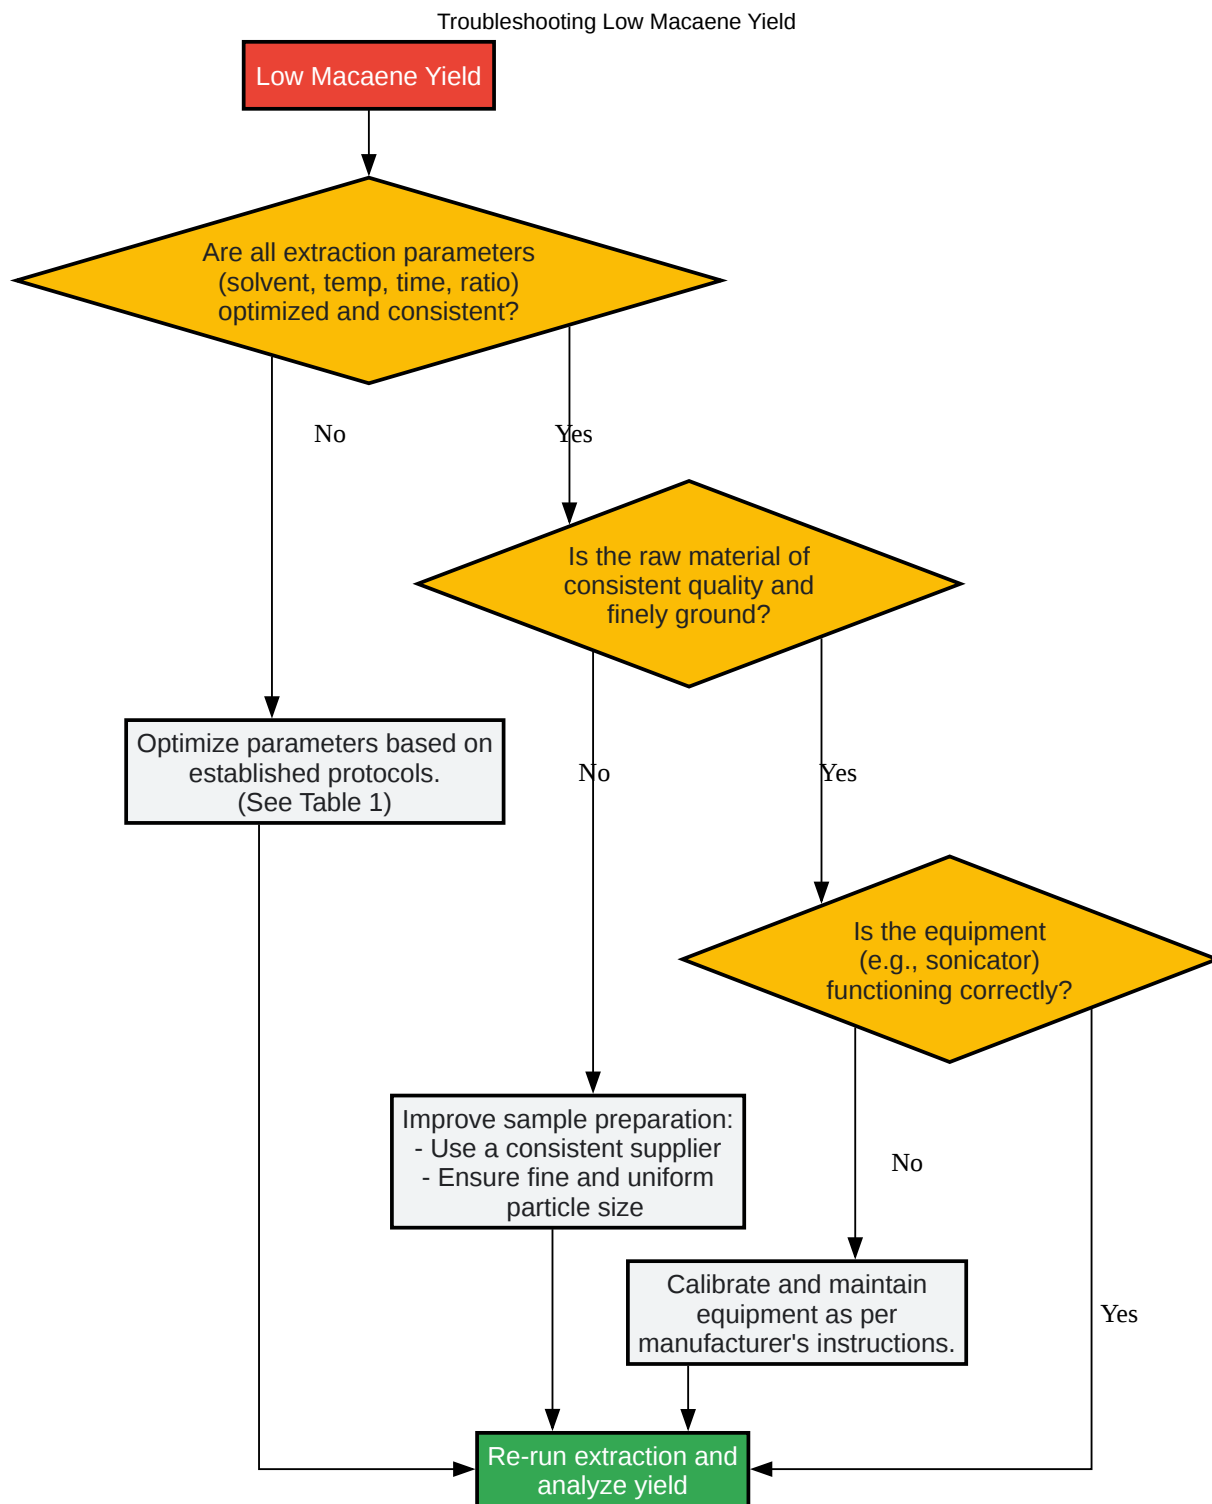 Troubleshooting Low Macaene Yield
Low Macaene Yield
Are all extraction parameters
(solvent, temp, time, ratio)
optimized and consistent?
No
Yes
Is the raw material of
consistent quality and
finely ground?
Optimize parameters based on
established protocols.
(See Table 1)
No
Yes
Is the equipment
(e.g., sonicator)
functioning correctly?
Improve sample preparation:
- Use a consistent supplier
- Ensure fine and uniform
particle size
No
Calibrate and maintain
equipment as per
manufacturer's instructions.
Yes
Re-run extraction and
analyze yield